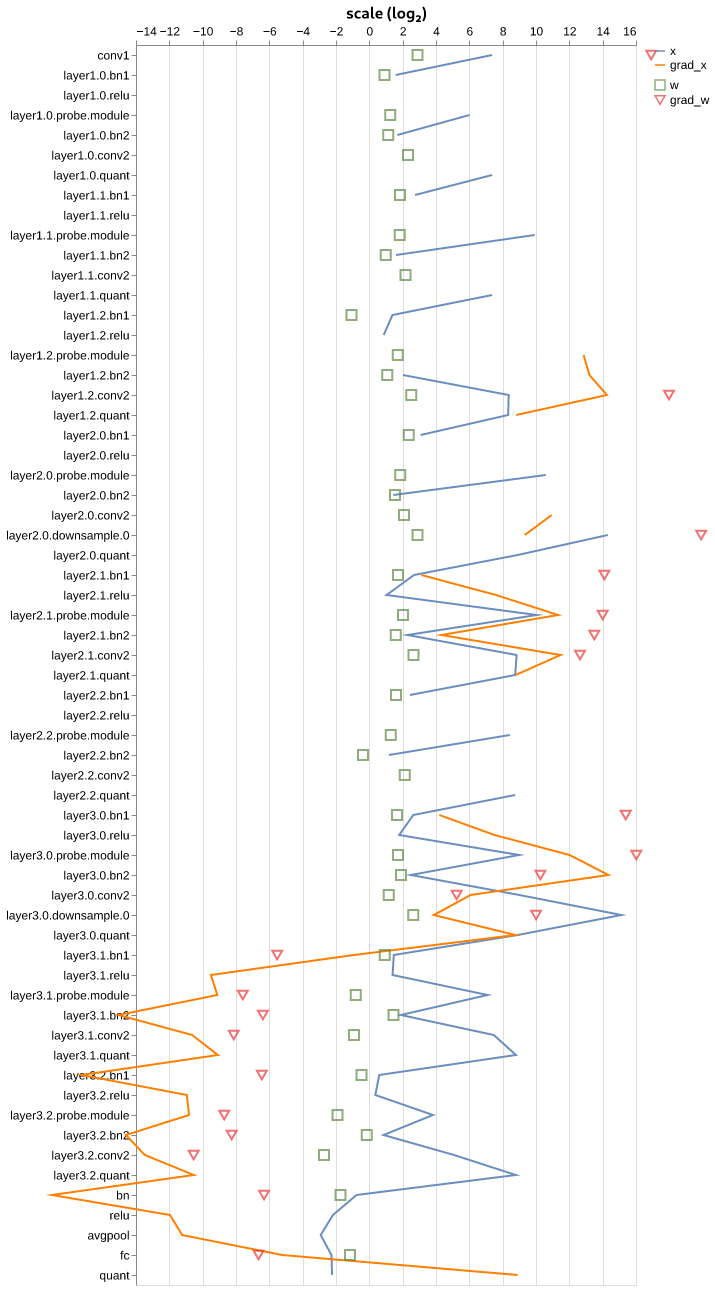 scale (log₂)
−14 −12 −10 −8 −6 −4 −2 0 2 4 6 8 10 12 14 16
x
grad_x
w
grad_w
conv1
layer1.0.bn1
layer1.0.relu
layer1.0.probe.module
layer1.0.bn2
layer1.0.conv2
layer1.0.quant
layer1.1.bn1
layer1.1.relu
layer1.1.probe.module
layer1.1.bn2
layer1.1.conv2
layer1.1.quant
layer1.2.bn1
layer1.2.relu
layer1.2.probe.module
layer1.2.bn2
layer1.2.conv2
layer1.2.quant
layer2.0.bn1
layer2.0.relu
layer2.0.probe.module
layer2.0.bn2
layer2.0.conv2
layer2.0.downsample.0
layer2.0.quant
layer2.1.bn1
layer2.1.relu
layer2.1.probe.module
layer2.1.bn2
layer2.1.conv2
layer2.1.quant
layer2.2.bn1
layer2.2.relu
layer2.2.probe.module
layer2.2.bn2
layer2.2.conv2
layer2.2.quant
layer3.0.bn1
layer3.0.relu
layer3.0.probe.module
layer3.0.bn2
layer3.0.conv2
layer3.0.downsample.0
layer3.0.quant
layer3.1.bn1
layer3.1.relu
layer3.1.probe.module
layer3.1.bn2
layer3.1.conv2
layer3.1.quant
layer3.2.bn1
layer3.2.relu
layer3.2.probe.module
layer3.2.bn2
layer3.2.conv2
layer3.2.quant
bn
relu
avgpool
fc
quant